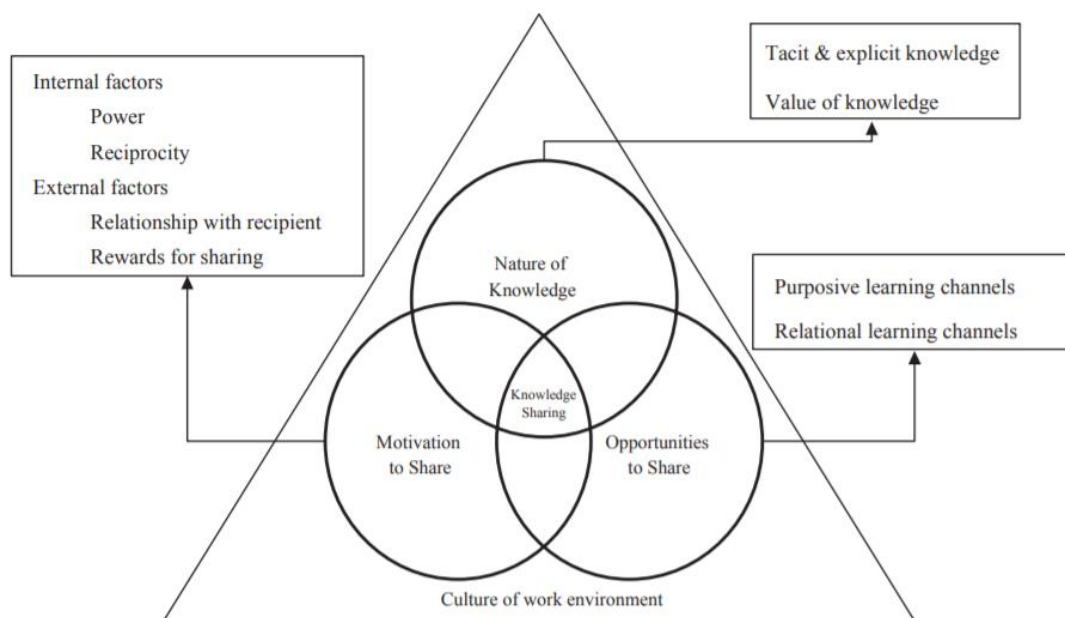 Internal factors
Power
Reciprocity
External factors
Relationship with recipient
Rewards for sharing
Tacit & explicit knowledge
Value of knowledge
Nature of
Knowledge
Purposive learning channels
Relational learning channels
Knowledge
Sharing
Motivation
to Share
Opportunities
to Share
Culture of work environment